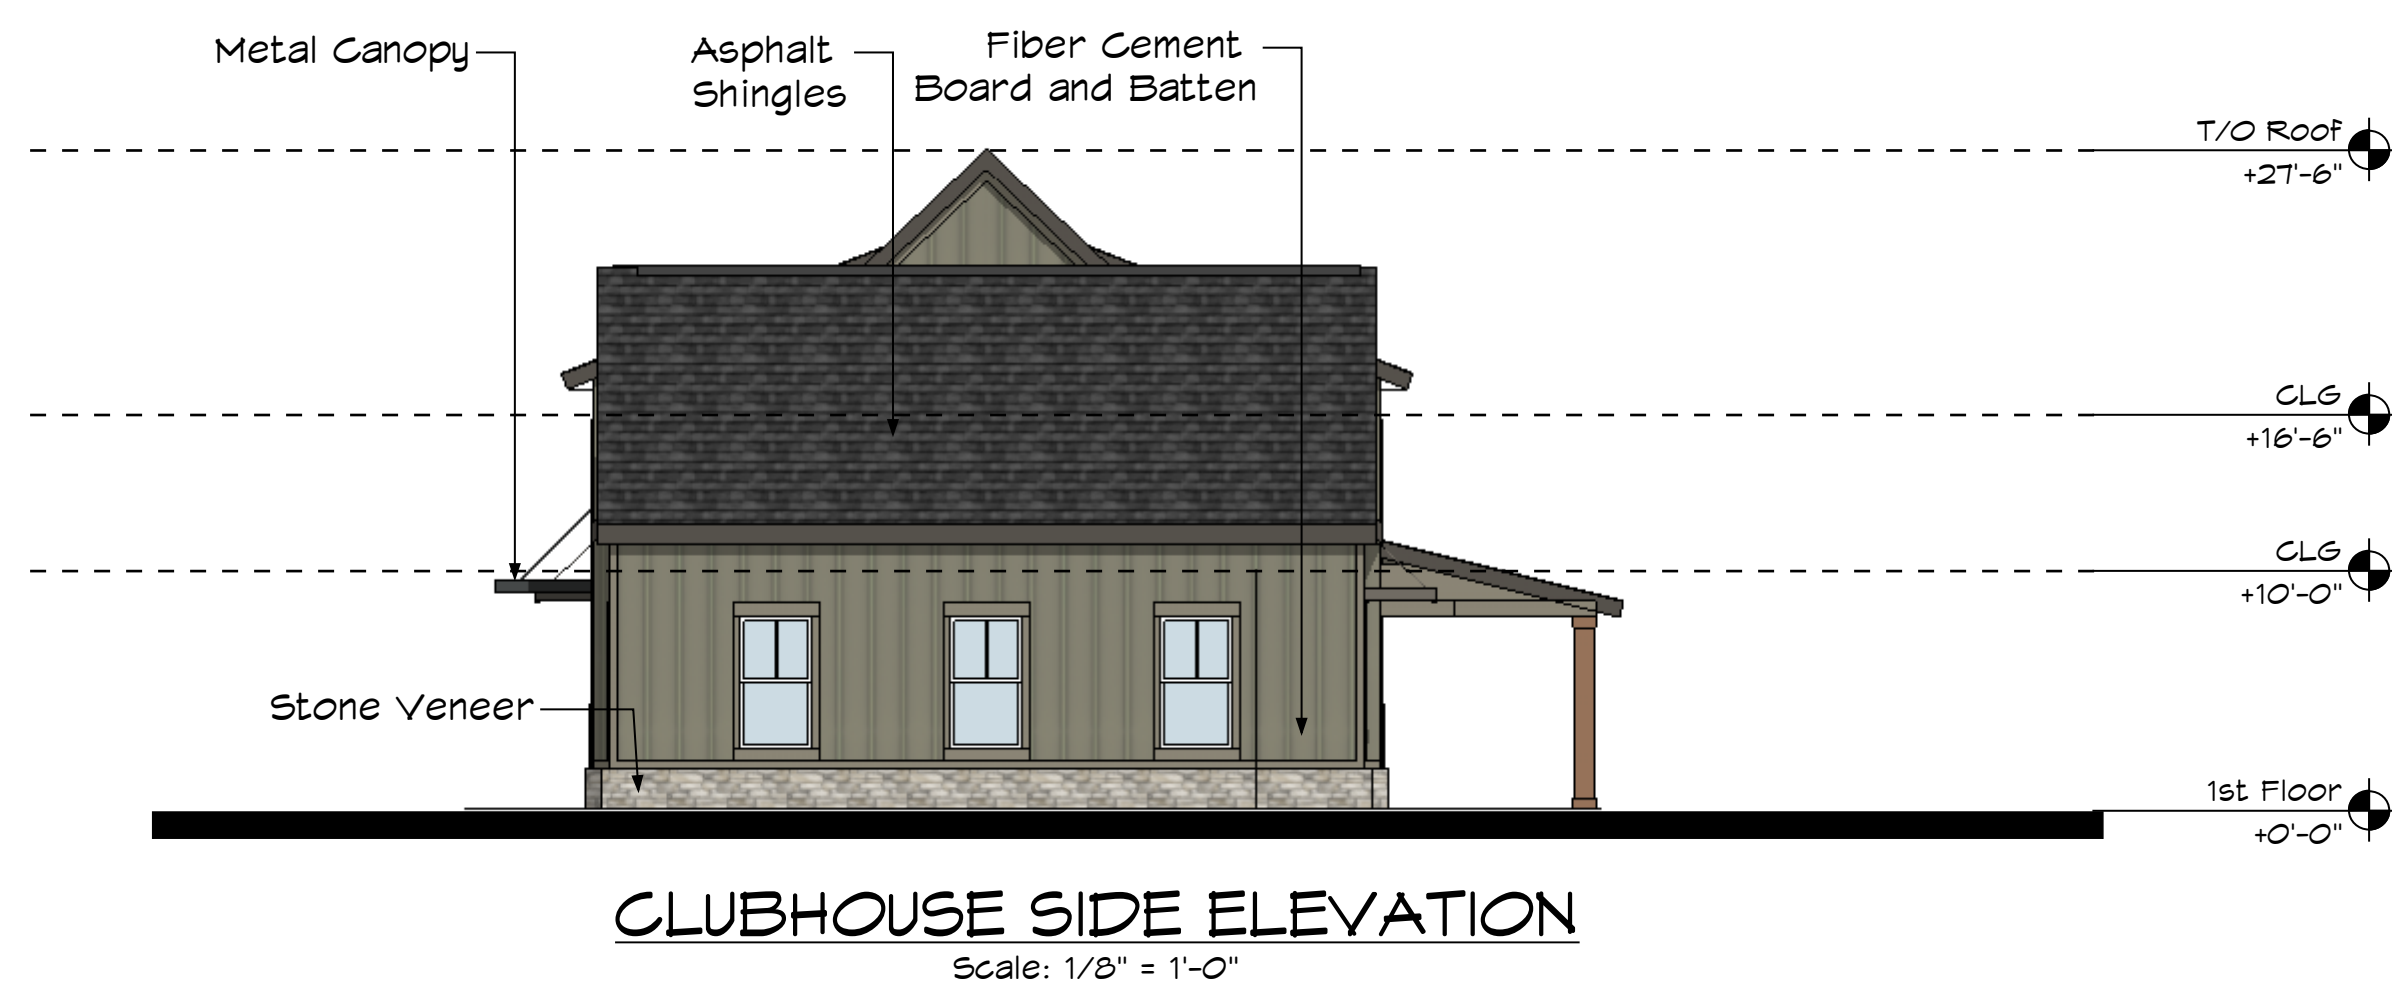 Metal Canopy
Asphalt
Shingles
Fiber Cement
Board and Batten
T/O Roof
+27'-6"
CLG
+16'-6"
CLG
+10'-0"
Stone Veneer
1st Floor
+0'-0"
CLUBHOUSE SIDE ELEVATION
Scale: 1/8" = 1'-0"